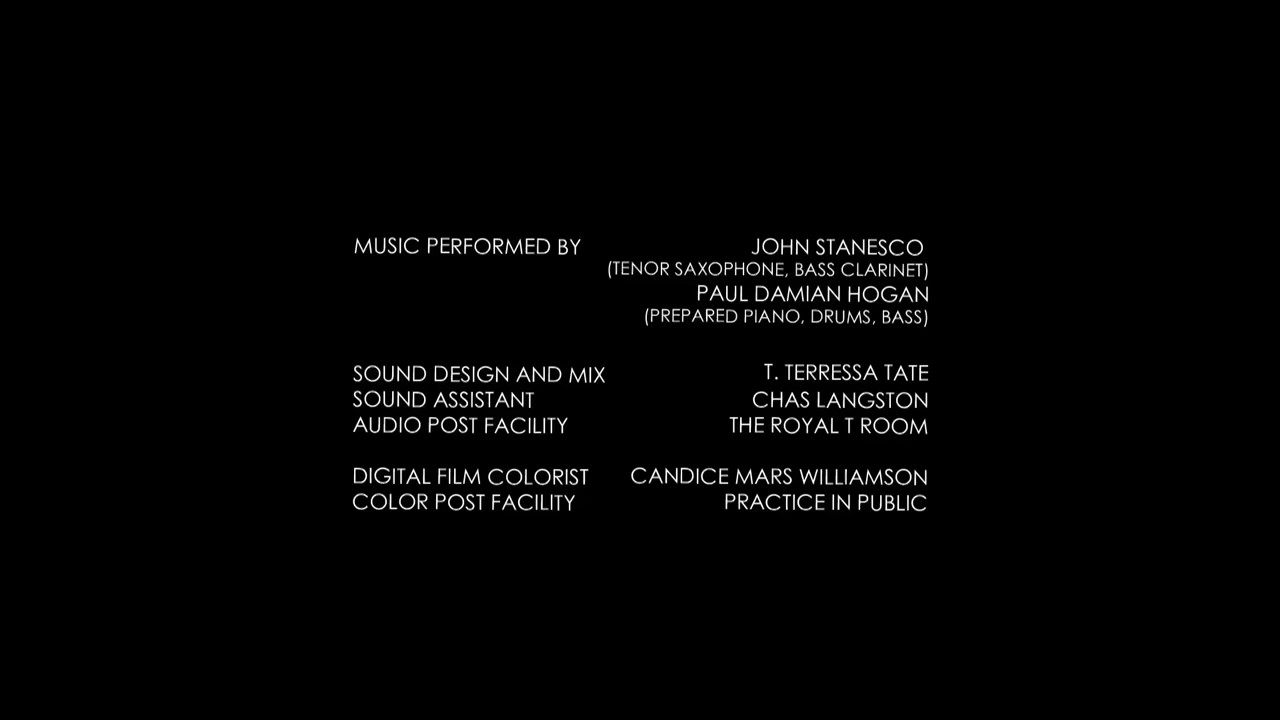 MUSIC PERFORMED BY JOHN STANESCO
(TENOR SAXOPHONE, BASS CLARINET)
PAUL DAMIAN HOGAN
(PREPARED PIANO, DRUMS, BASS)
SOUND DESIGN AND MIX T. TERRESSA TATE
SOUND ASSISTANT CHAS LANGSTON
AUDIO POST FACILITY THE ROYAL T ROOM
DIGITAL FILM COLORIST CANDICE MARS WILLIAMSON
COLOR POST FACILITY PRACTICE IN PUBLIC